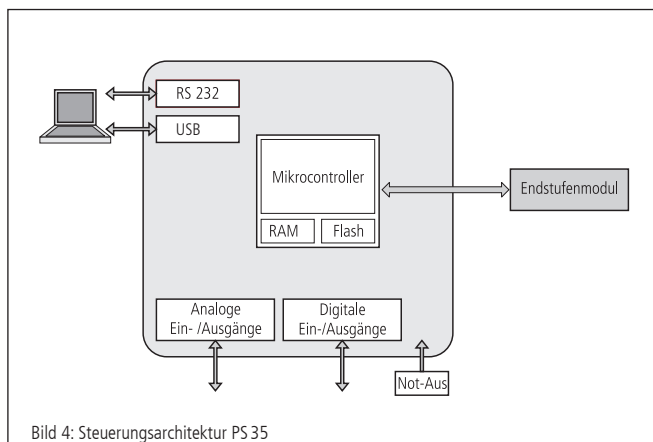 RS 232
USB
Mikrocontroller
RAM
Flash
Endstufenmodul
Analoge
Ein- /Ausgänge
Digitale
Ein-/Ausgänge
Not-Aus
Bild 4: Steuerungsarchitektur PS 35